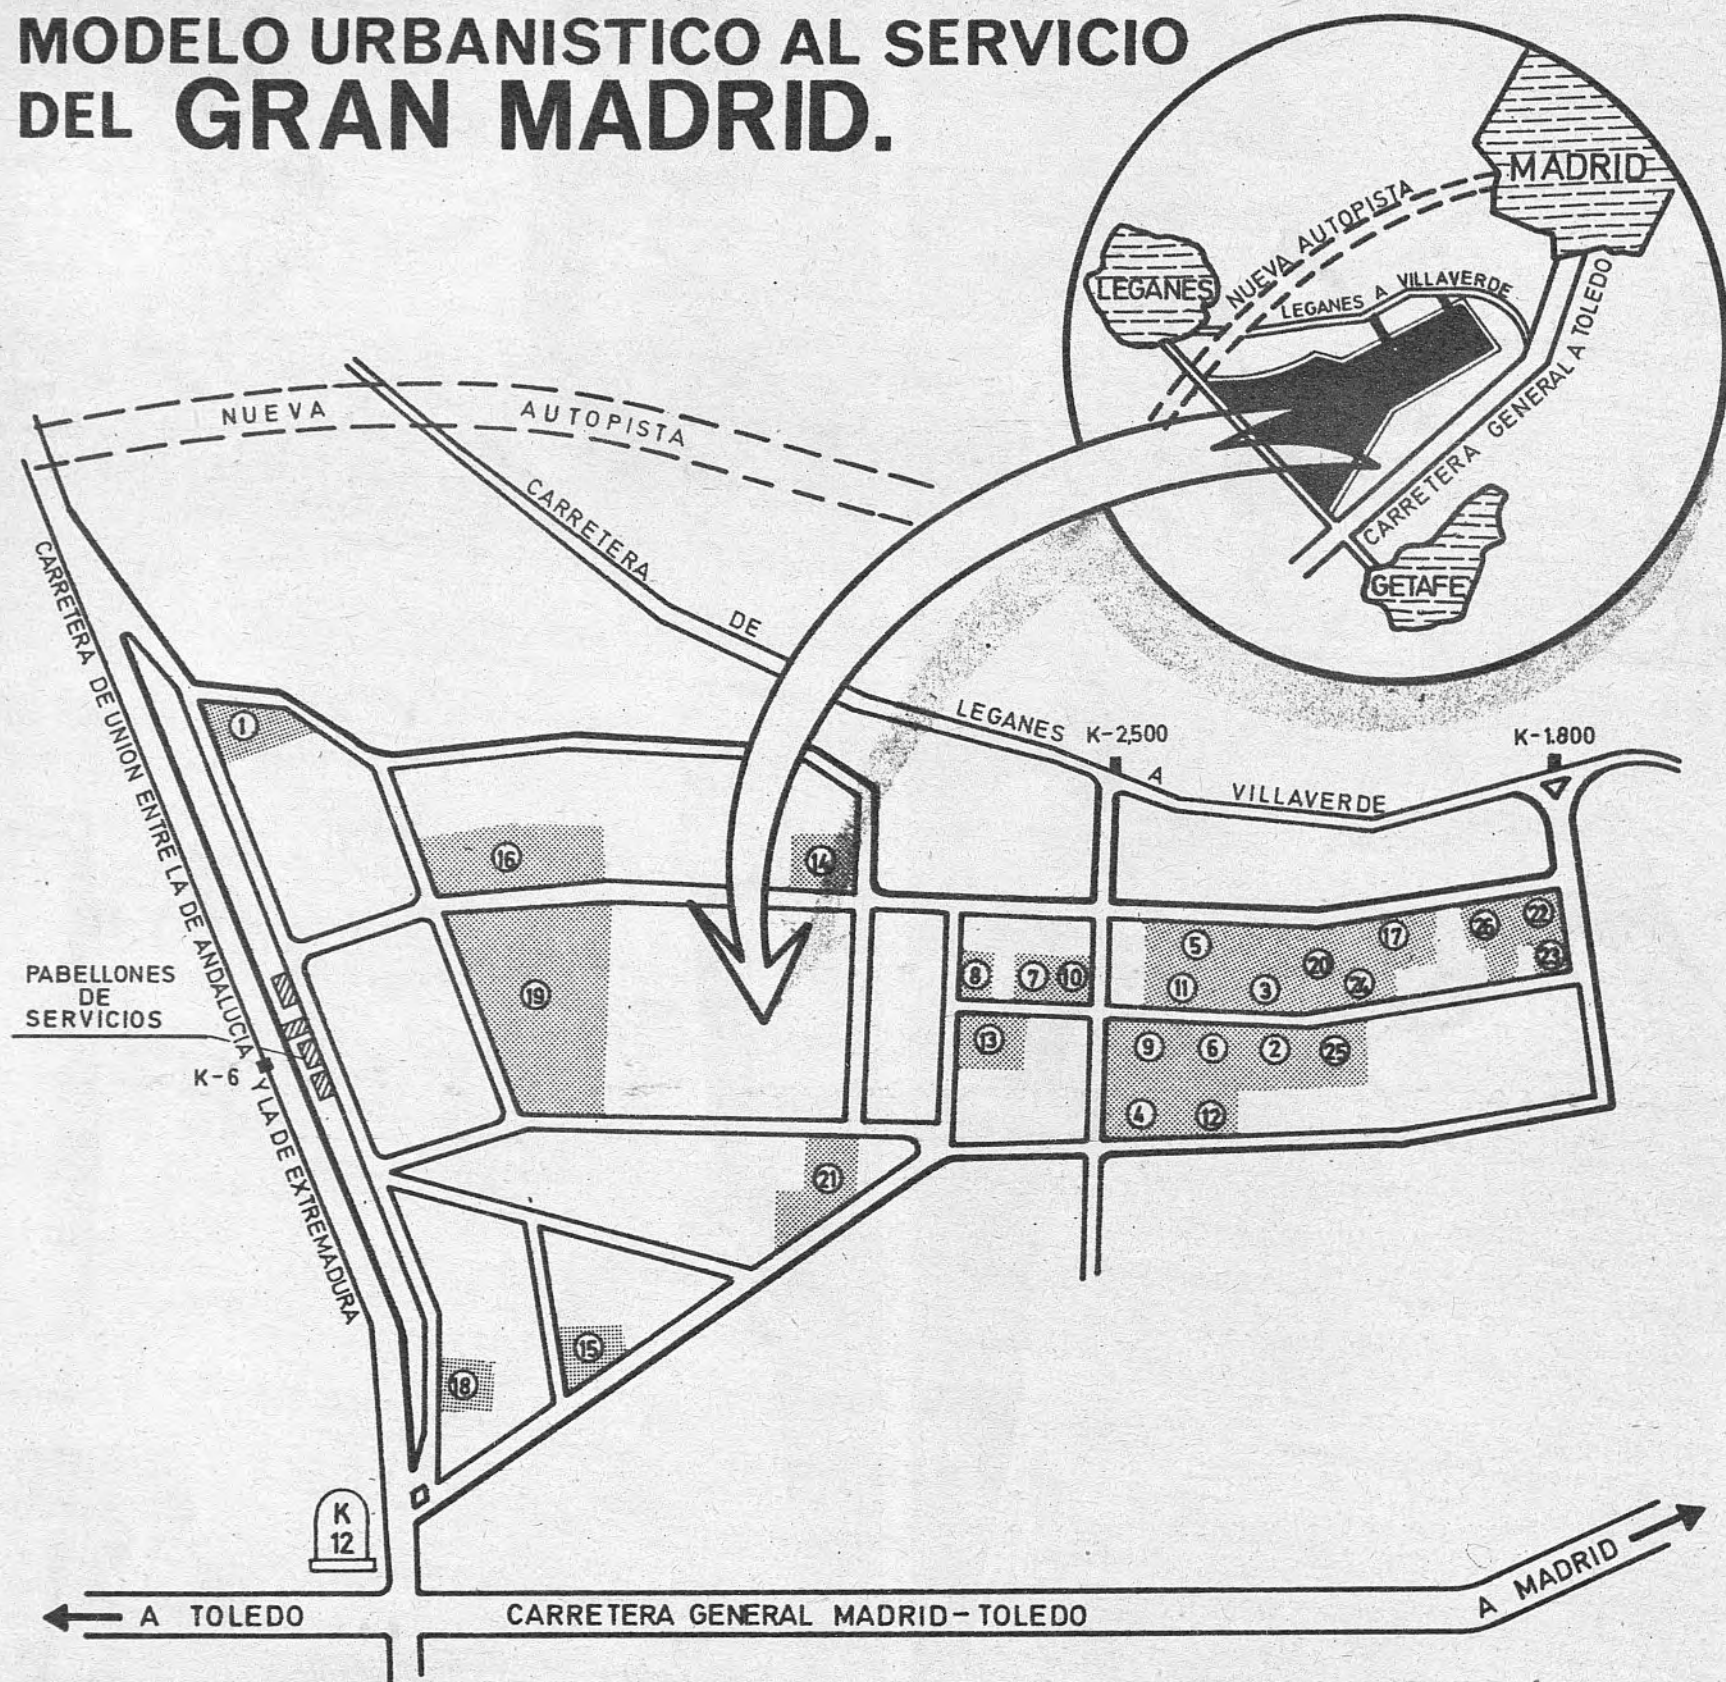 MODELO URBANISTICO AL SERVICIO
DEL GRAN MADRID.
MADRID
NUEVA AUTOPISTA
LEGANES
LEGANES A VILLAVERDE
CARRETERA GENERAL A TOLEDO
GETAFE
NUEVA AUTOPISTA
CARRETERA DE LEGANES A VILLAVERDE
K-2,500
K-1.800
CARRETERA DE UNION ENTRE LA DE ANDALUCIA Y LA DE EXTREMADURA
1
16
14
19
8
7
10
13
5
17
26
22
20
23
11
3
24
9
6
2
25
4
12
PABELLONES
DE
SERVICIOS
K-6
21
15
18
K
12
A TOLEDO
CARRETERA GENERAL MADRID-TOLEDO
A MADRID